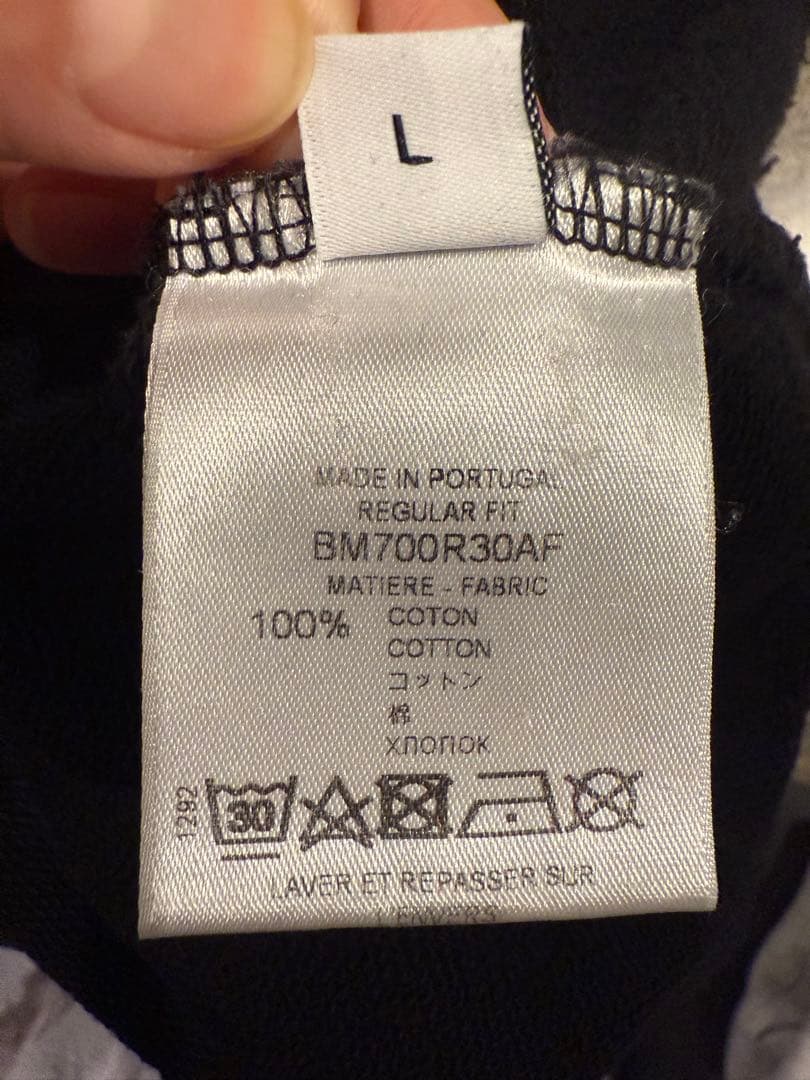 L
MADE IN PORTUGAL
REGULAR FIT
BM700R30AF
MATIERE - FABRIC
100% COTON
COTTON
コットン
棉
хлопок
1292
30
LAVER ET REPASSER SUR
L'ENVERS